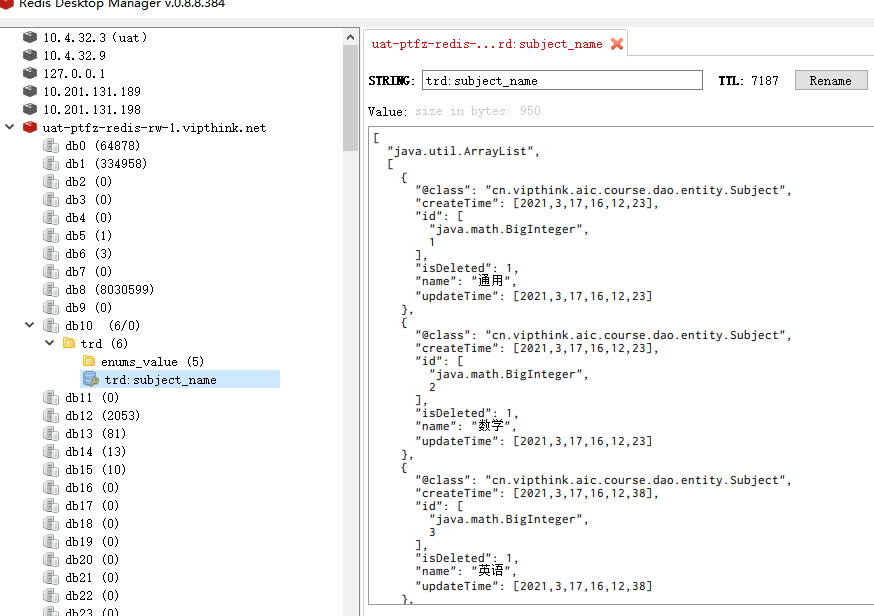 Redis Desktop Manager v.0.8.8.384
10.4.32.3（uat）
10.4.32.9
127.0.0.1
10.201.131.189
10.201.131.198
uat-ptfz-redis-rw-1.vipthink.net
db0 (64878)
db1 (334958)
db2 (0)
db3 (0)
db4 (0)
db5 (1)
db6 (3)
db7 (0)
db8 (8030599)
db9 (0)
db10 (6/0)
trd (6)
enums_value (5)
trd:subject_name
db11 (0)
db12 (2053)
db13 (81)
db14 (13)
db15 (10)
db16 (0)
db17 (0)
db18 (0)
db19 (0)
db20 (0)
db21 (0)
db22 (0)
db23 (0)
uat-ptfz-redis-...rd:subject_name
STRING: trd:subject_name TTL: 7187 Rename
Value: size in bytes: 950
[
"java.util.ArrayList",
[
{
"@class": "cn.vipthink.aic.course.dao.entity.Subject",
"createTime": [2021,3,17,16,12,23],
"id": [
"java.math.BigInteger",
1
],
"isDeleted": 1,
"name": "通用",
"updateTime": [2021,3,17,16,12,23]
},
{
"@class": "cn.vipthink.aic.course.dao.entity.Subject",
"createTime": [2021,3,17,16,12,23],
"id": [
"java.math.BigInteger",
2
],
"isDeleted": 1,
"name": "数学",
"updateTime": [2021,3,17,16,12,23]
},
{
"@class": "cn.vipthink.aic.course.dao.entity.Subject",
"createTime": [2021,3,17,16,12,38],
"id": [
"java.math.BigInteger",
3
],
"isDeleted": 1,
"name": "英语",
"updateTime": [2021,3,17,16,12,38]
},